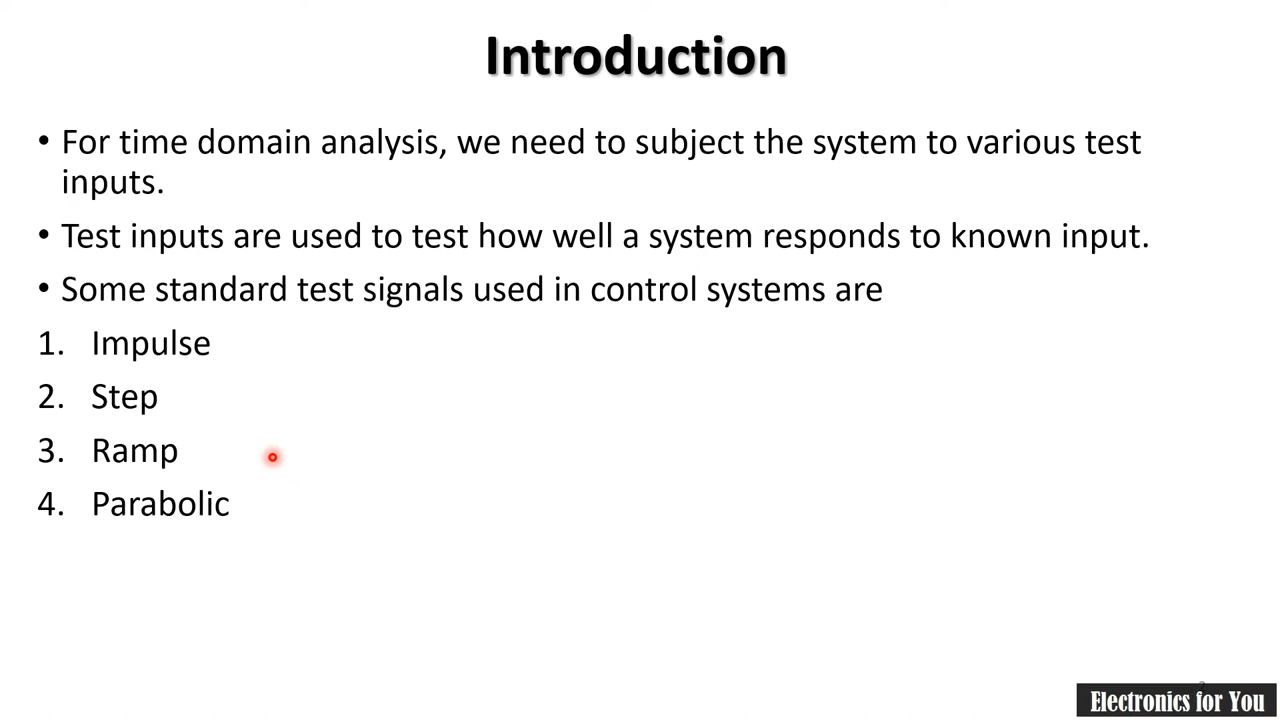 Introduction
• For time domain analysis, we need to subject the system to various test
inputs.
• Test inputs are used to test how well a system responds to known input.
• Some standard test signals used in control systems are
1. Impulse
2. Step
3. Ramp
4. Parabolic
Electronics for You